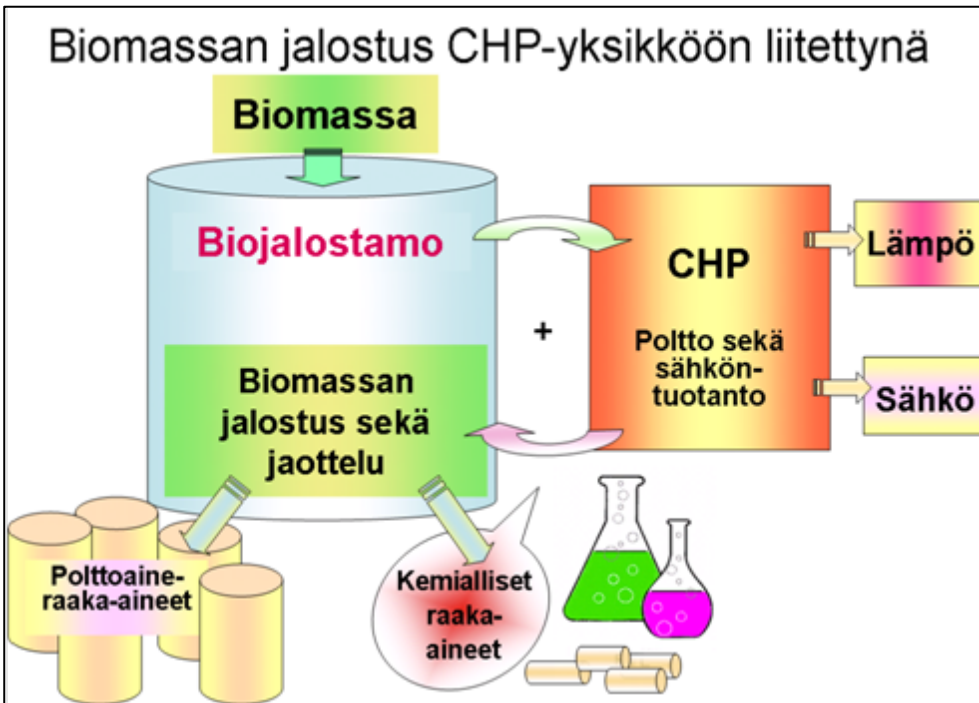 Biomassan jalostus CHP-yksikköön liitettynä
Biomassa
Biojalostamo
Biomassan
jalostus sekä
jaottelu
+
CHP
Poltto sekä
sähkön-
tuotanto
Lämpö
Sähkö
Polttoaine-
raaka-aineet
Kemialliset
raaka-
aineet